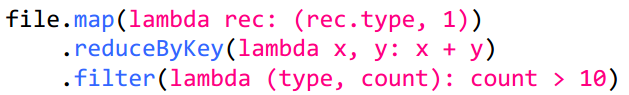 file.map(lambda rec: (rec.type, 1))
    .reduceByKey(lambda x, y: x + y)
    .filter(lambda (type, count): count > 10)